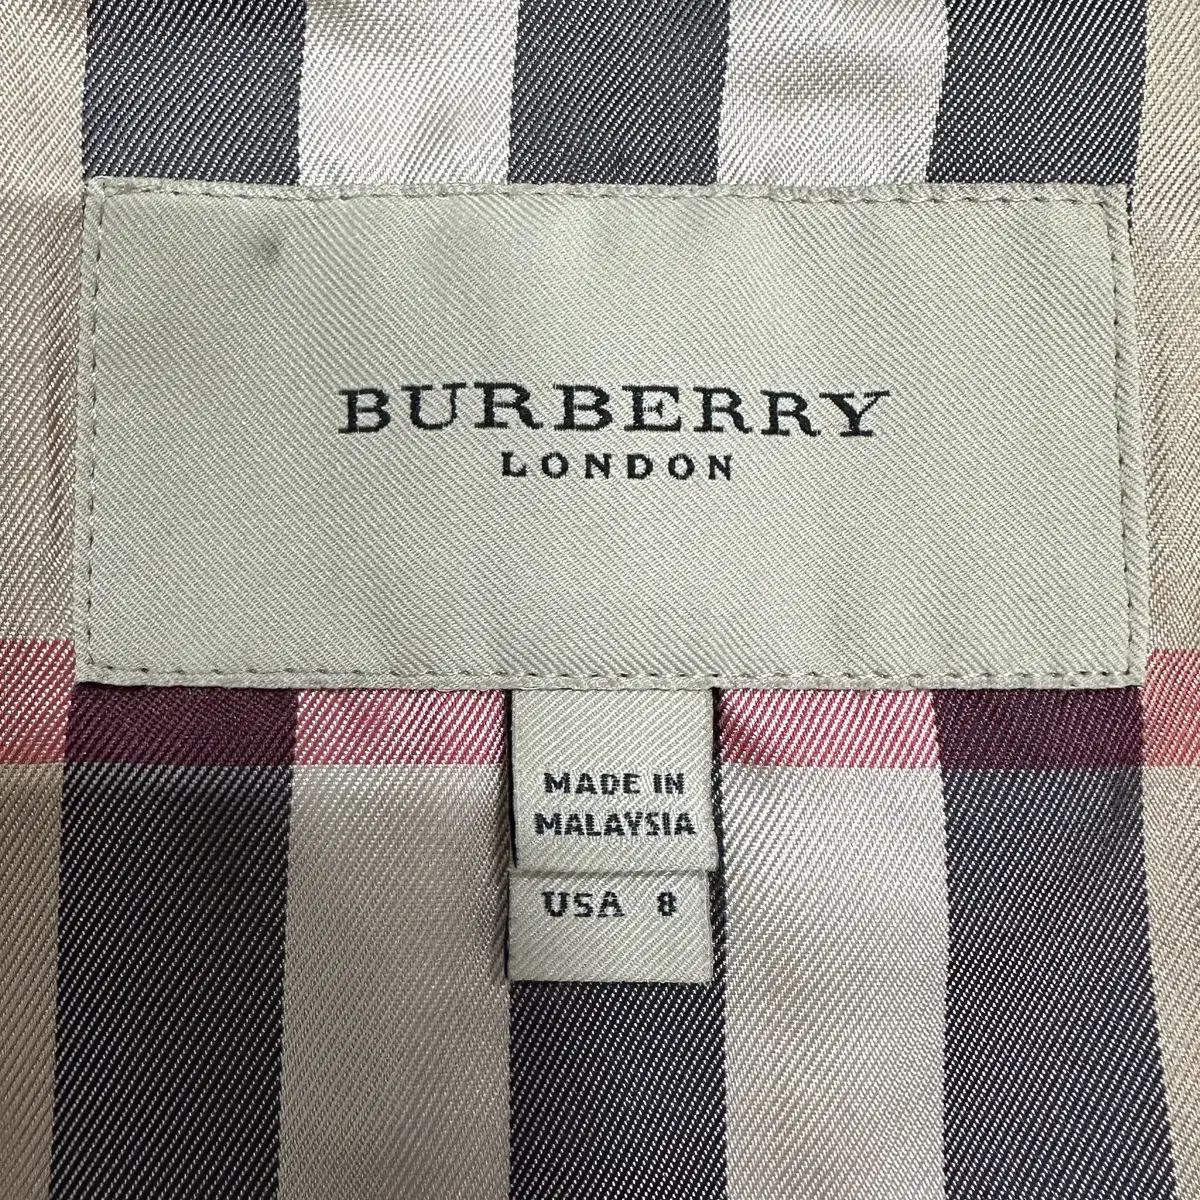 BURBERRY
LONDON
MADE IN
MALAYSIA
USA 8